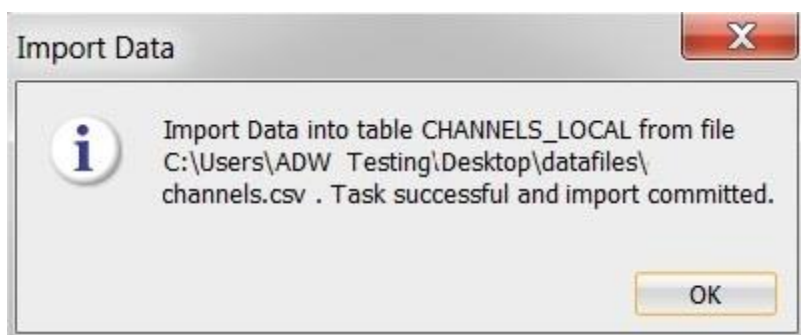 Import Data
Import Data into table CHANNELS_LOCAL from file
C:\Users\ADW Testing\Desktop\datafiles\
channels.csv . Task successful and import committed.
OK